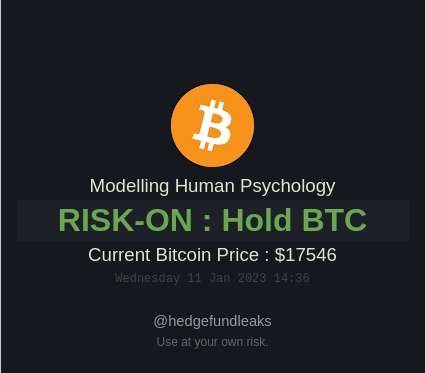 Modelling Human Psychology
RISK-ON : Hold BTC
Current Bitcoin Price : $17546
Wednesday 11 Jan 2023 14:36
@hedgefundleaks
Use at your own risk.